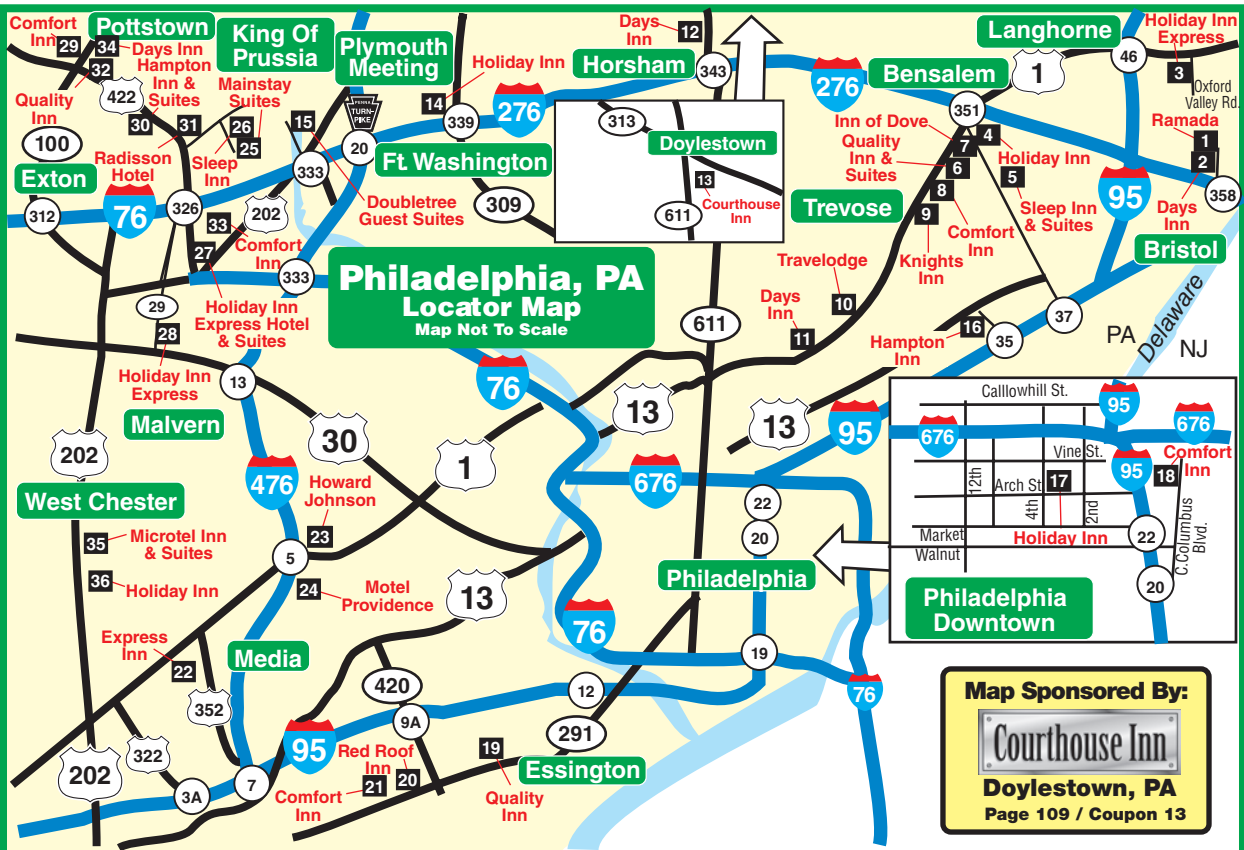 Comfort
Inn
29
Pottstown
34
Days Inn
32
Hampton
Inn &
Suites
30
Quality
Inn
422
100
King Of
Prussia
Mainstay
Suites
31
26
25
Sleep
Inn
Radisson
Hotel
Plymouth
Meeting
PENNA
TURN-
PIKE
15
20
333
Doubletree
Guest Suites
Holiday Inn
14
339
276
Ft. Washington
309
Days
Inn
12
Horsham
343
313
Doylestown
13
Courthouse
Inn
611
276
Bensalem
351
Langhorne
1
46
Holiday Inn
Express
3
Oxford
Valley Rd.
Ramada
1
2
Days
Inn
358
Inn of Dove
7
4
Holiday Inn
Quality
Inn & Suites
6
5
Sleep Inn
& Suites
8
Comfort
Inn
9
Knights
Inn
Trevose
95
Bristol
Exton
312
76
326
202
33
Comfort
Inn
27
Holiday Inn
Express Hotel
& Suites
333
29
28
Holiday Inn
Express
Philadelphia, PA
Locator Map
Map Not To Scale
611
Travelodge
10
Days
Inn
11
Hampton
Inn
16
35
37
PA
Delaware
NJ
13
Malvern
30
76
13
13
95
202
476
1
676
22
20
West Chester
35
Microtel Inn
& Suites
36
Holiday Inn
Howard
Johnson
23
5
24
Motel
Providence
13
Philadelphia
Calllowhill St.
95
676
676
Vine St.
12th
Arch St
4th
17
2nd
95
18
Comfort
Inn
Market
Holiday Inn
Walnut
22
20
C.Columbus
Blvd.
Philadelphia
Downtown
Express
Inn
22
Media
352
322
202
3A
7
95
420
9A
12
76
19
76
291
Red Roof
Inn
20
21
Comfort
Inn
19
Quality
Inn
Essington
Map Sponsored By:
Courthouse Inn
Doylestown, PA
Page 109 / Coupon 13